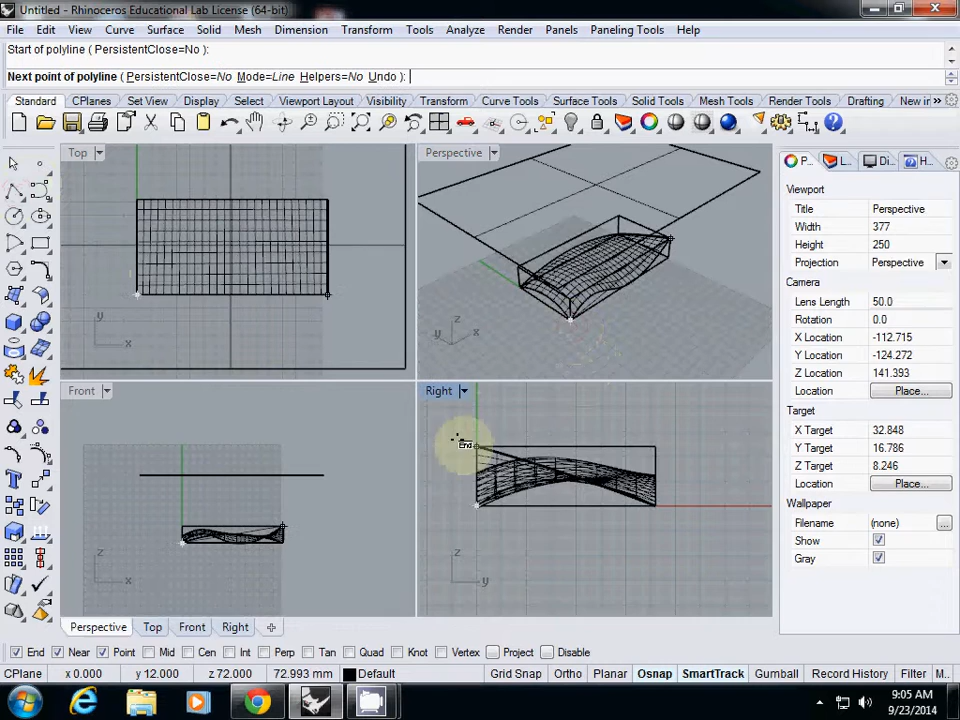 Untitled - Rhinoceros Educational Lab License (64-bit)
File Edit View Curve Surface Solid Mesh Dimension Transform Tools Analyze Render Panels Paneling Tools Help
Start of polyline ( PersistentClose=No ):
Next point of polyline ( PersistentClose=No Mode=Line Helpers=No Undo ):
Standard CPlanes Set View Display Select Viewport Layout Visibility Transform Curve Tools Surface Tools Solid Tools Mesh Tools Render Tools Drafting New in »
Top
Perspective
P... L... Di... H...
Viewport
Title Perspective
Width 377
Height 250
Projection Perspective
Camera
Lens Length 50.0
Rotation 0.0
X Location -112.715
Y Location -124.272
Z Location 141.393
Location Place...
Target
X Target 32.848
Y Target 16.786
Z Target 8.246
Location Place...
Wallpaper
Filename (none) ...
Show
Gray
y
x
z
y x
Front
Right
End
z
x
z
y
Perspective Top Front Right
End Near Point Mid Cen Int Perp Tan Quad Knot Vertex Project Disable
CPlane x 0.000 y 12.000 z 72.000 72.993 mm Default Grid Snap Ortho Planar Osnap SmartTrack Gumball Record History Filter M...
9:05 AM
9/23/2014